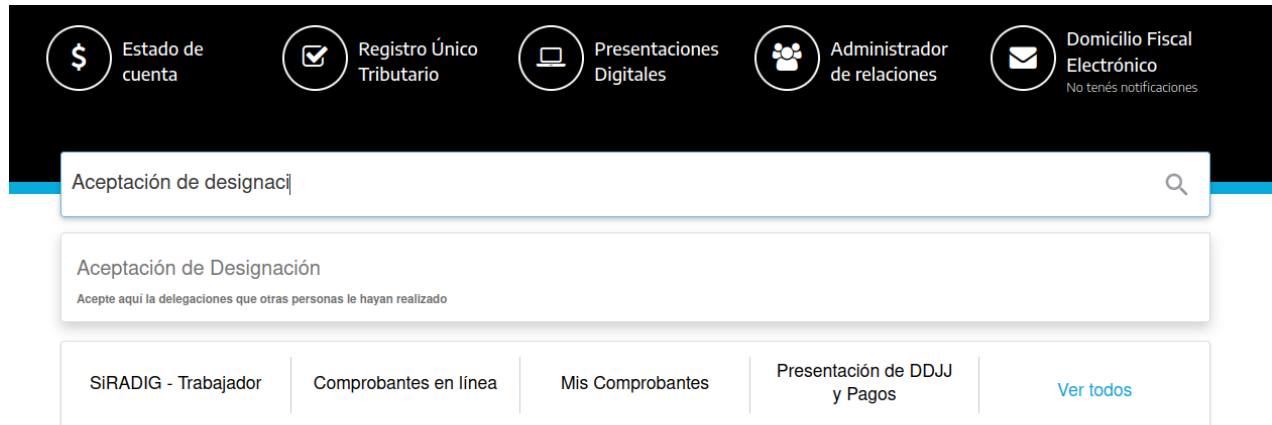 $ Estado de
cuenta
Registro Único
Tributario
Presentaciones
Digitales
Administrador
de relaciones
Domicilio Fiscal
Electrónico
No tenés notificaciones
Aceptación de designaci
Aceptación de Designación
Acepte aquí la delegaciones que otras personas le hayan realizado
SiRADIG - Trabajador
Comprobantes en línea
Mis Comprobantes
Presentación de DDJJ
y Pagos
Ver todos